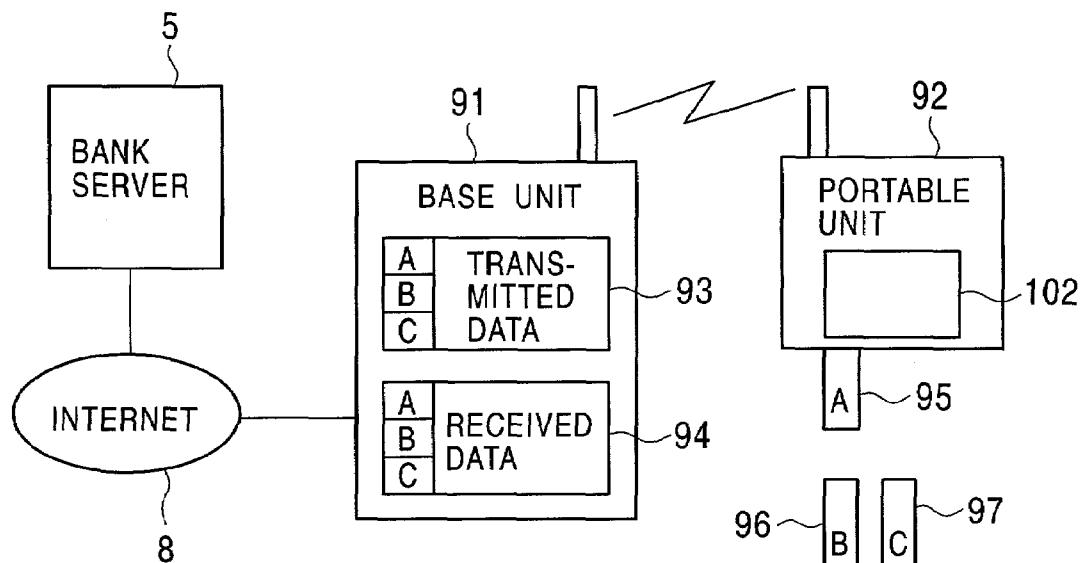 5
BANK
SERVER
INTERNET
8
91
BASE UNIT
A
B
C
TRANS-
MITTED
DATA
93
A
B
C
RECEIVED
DATA
94
92
PORTABLE
UNIT
102
A
95
96
B
C
97